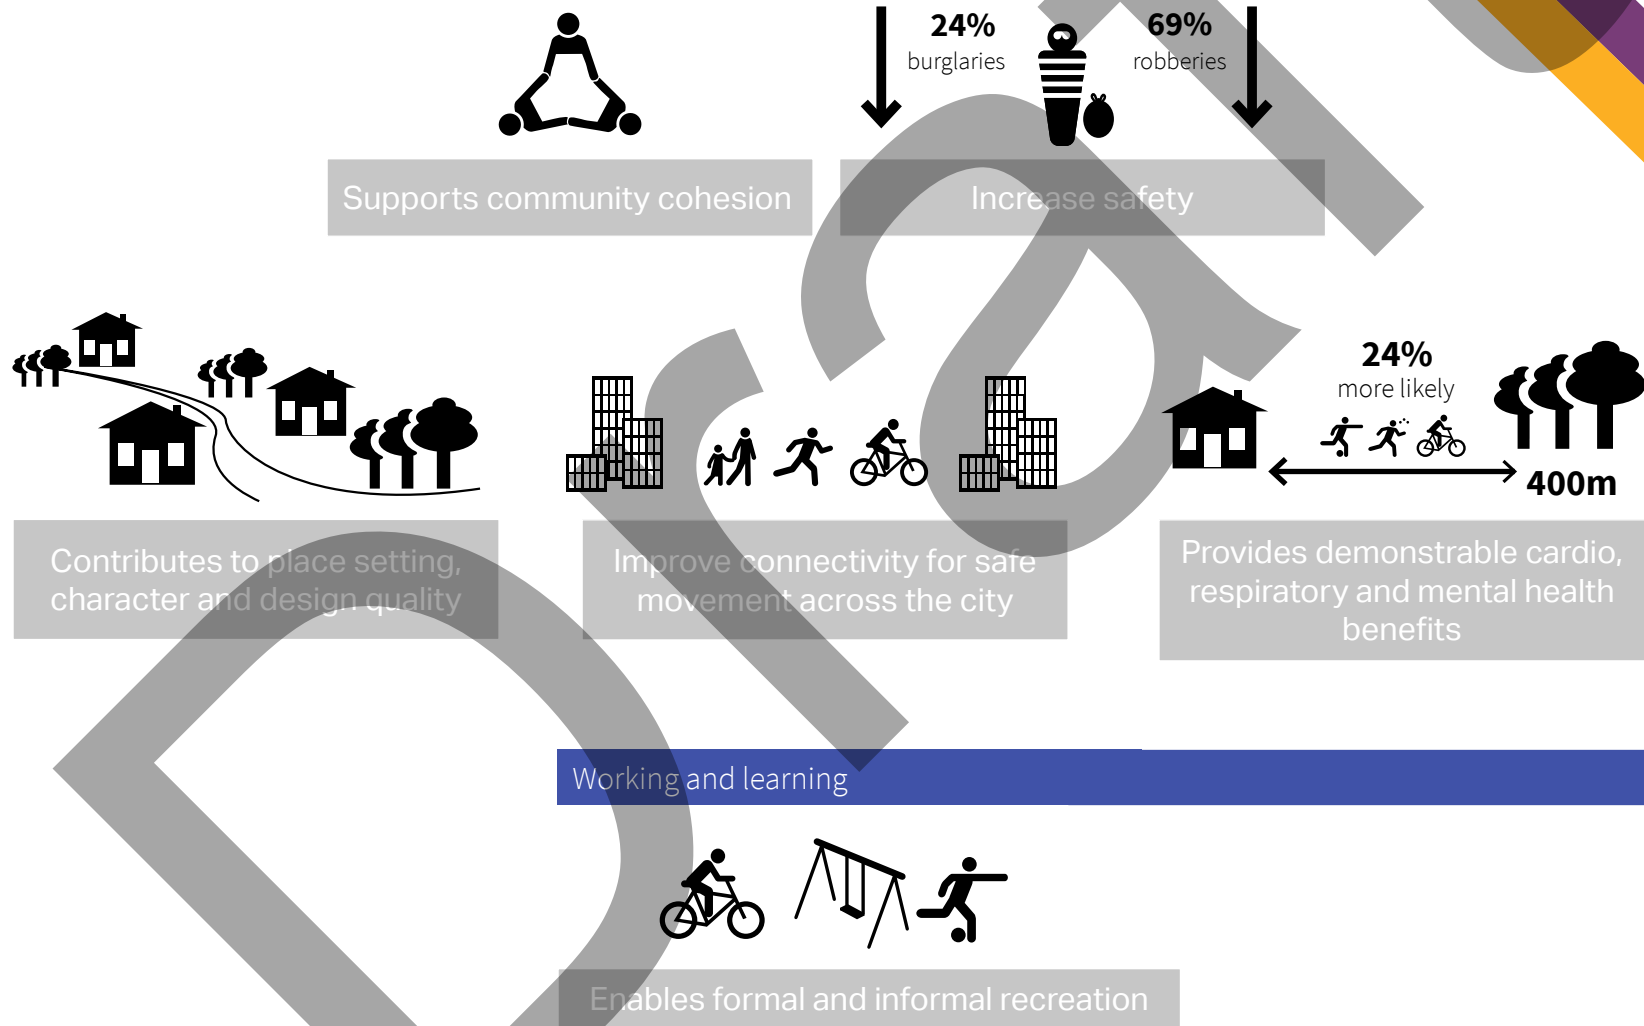 24%
burglaries
69%
robberies
Supports community cohesion
Increase safety
24%
more likely
400m
Contributes to place setting,
character and design quality
Improve connectivity for safe
movement across the city
Provides demonstrable cardio,
respiratory and mental health
benefits
Working and learning
Enables formal and informal recreation
Draft